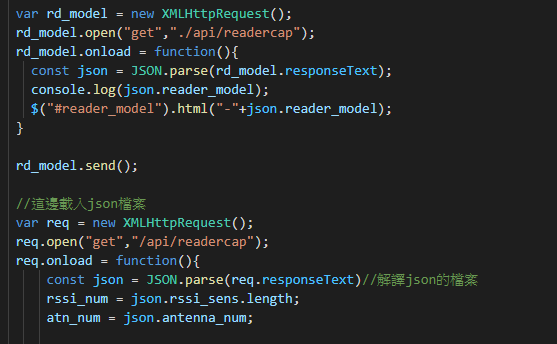 var rd_model = new XMLHttpRequest();
rd_model.open("get","./api/readercap");
rd_model.onload = function(){
const json = JSON.parse(rd_model.responseText);
console.log(json.reader_model);
$("#reader_model").html("-"+json.reader_model);
}
rd_model.send();
//這邊載入json檔案
var req = new XMLHttpRequest();
req.open("get","/api/readercap");
req.onload = function(){
const json = JSON.parse(req.responseText)//解譯json的檔案
rssi_num = json.rssi_sens.length;
atn_num = json.antenna_num;